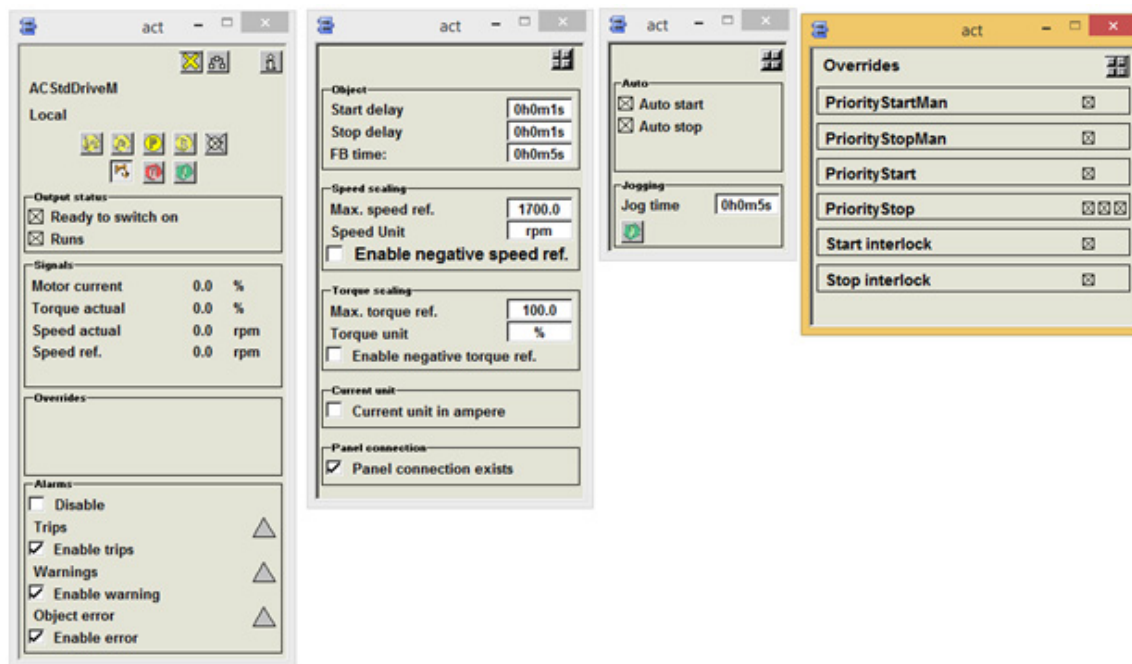 act
ACStdDriveM
Local
Output status
Ready to switch on
Runs
Signals
Motor current 0.0 %
Torque actual 0.0 %
Speed actual 0.0 rpm
Speed ref. 0.0 rpm
Overrides
Alarms
Disable
Trips
Enable trips
Warnings
Enable warning
Object error
Enable error
act
Object
Start delay 0h0m1s
Stop delay 0h0m1s
FB time: 0h0m5s
Speed scaling
Max. speed ref. 1700.0
Speed Unit rpm
Enable negative speed ref.
Torque scaling
Max. torque ref. 100.0
Torque unit %
Enable negative torque ref.
Current unit
Current unit in ampere
Panel connection
Panel connection exists
act
Auto
Auto start
Auto stop
Jogging
Jog time 0h0m5s
act
Overrides
PriorityStartMan
PriorityStopMan
PriorityStart
PriorityStop
Start interlock
Stop interlock